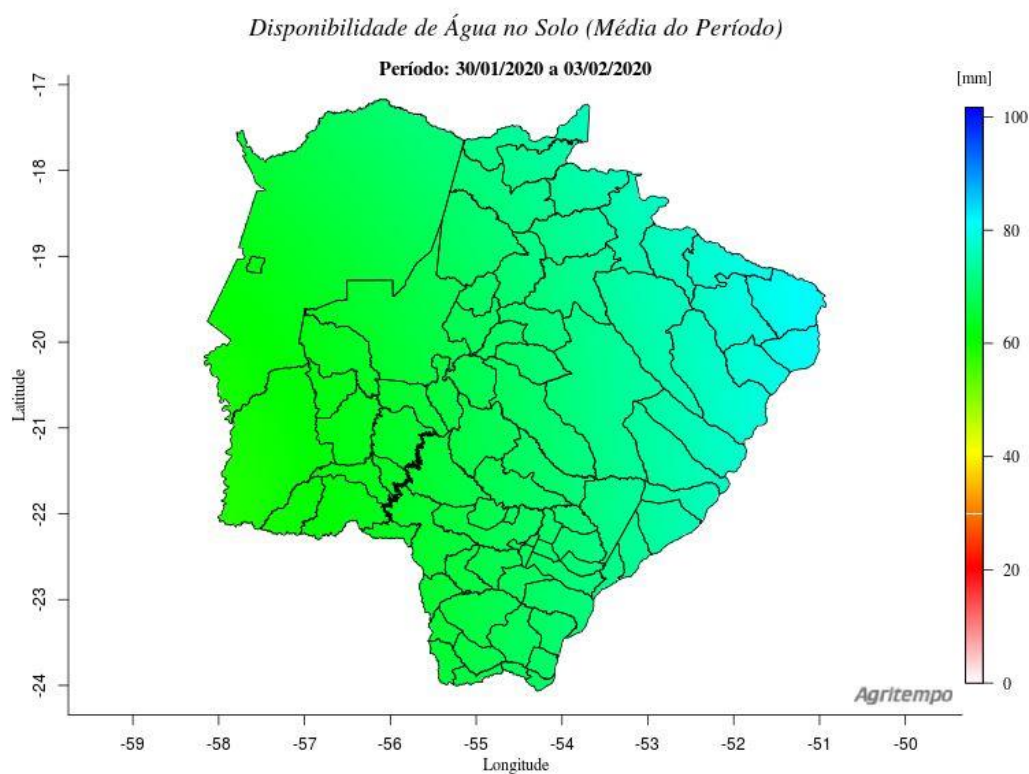 Disponibilidade de Água no Solo (Média do Período)
Período: 30/01/2020 a 03/02/2020
[mm]
-17
-18
-19
-20
-21
-22
-23
-24
Latitude
100
80
60
40
20
0
Agritempo
-59 -58 -57 -56 -55 -54 -53 -52 -51 -50
Longitude